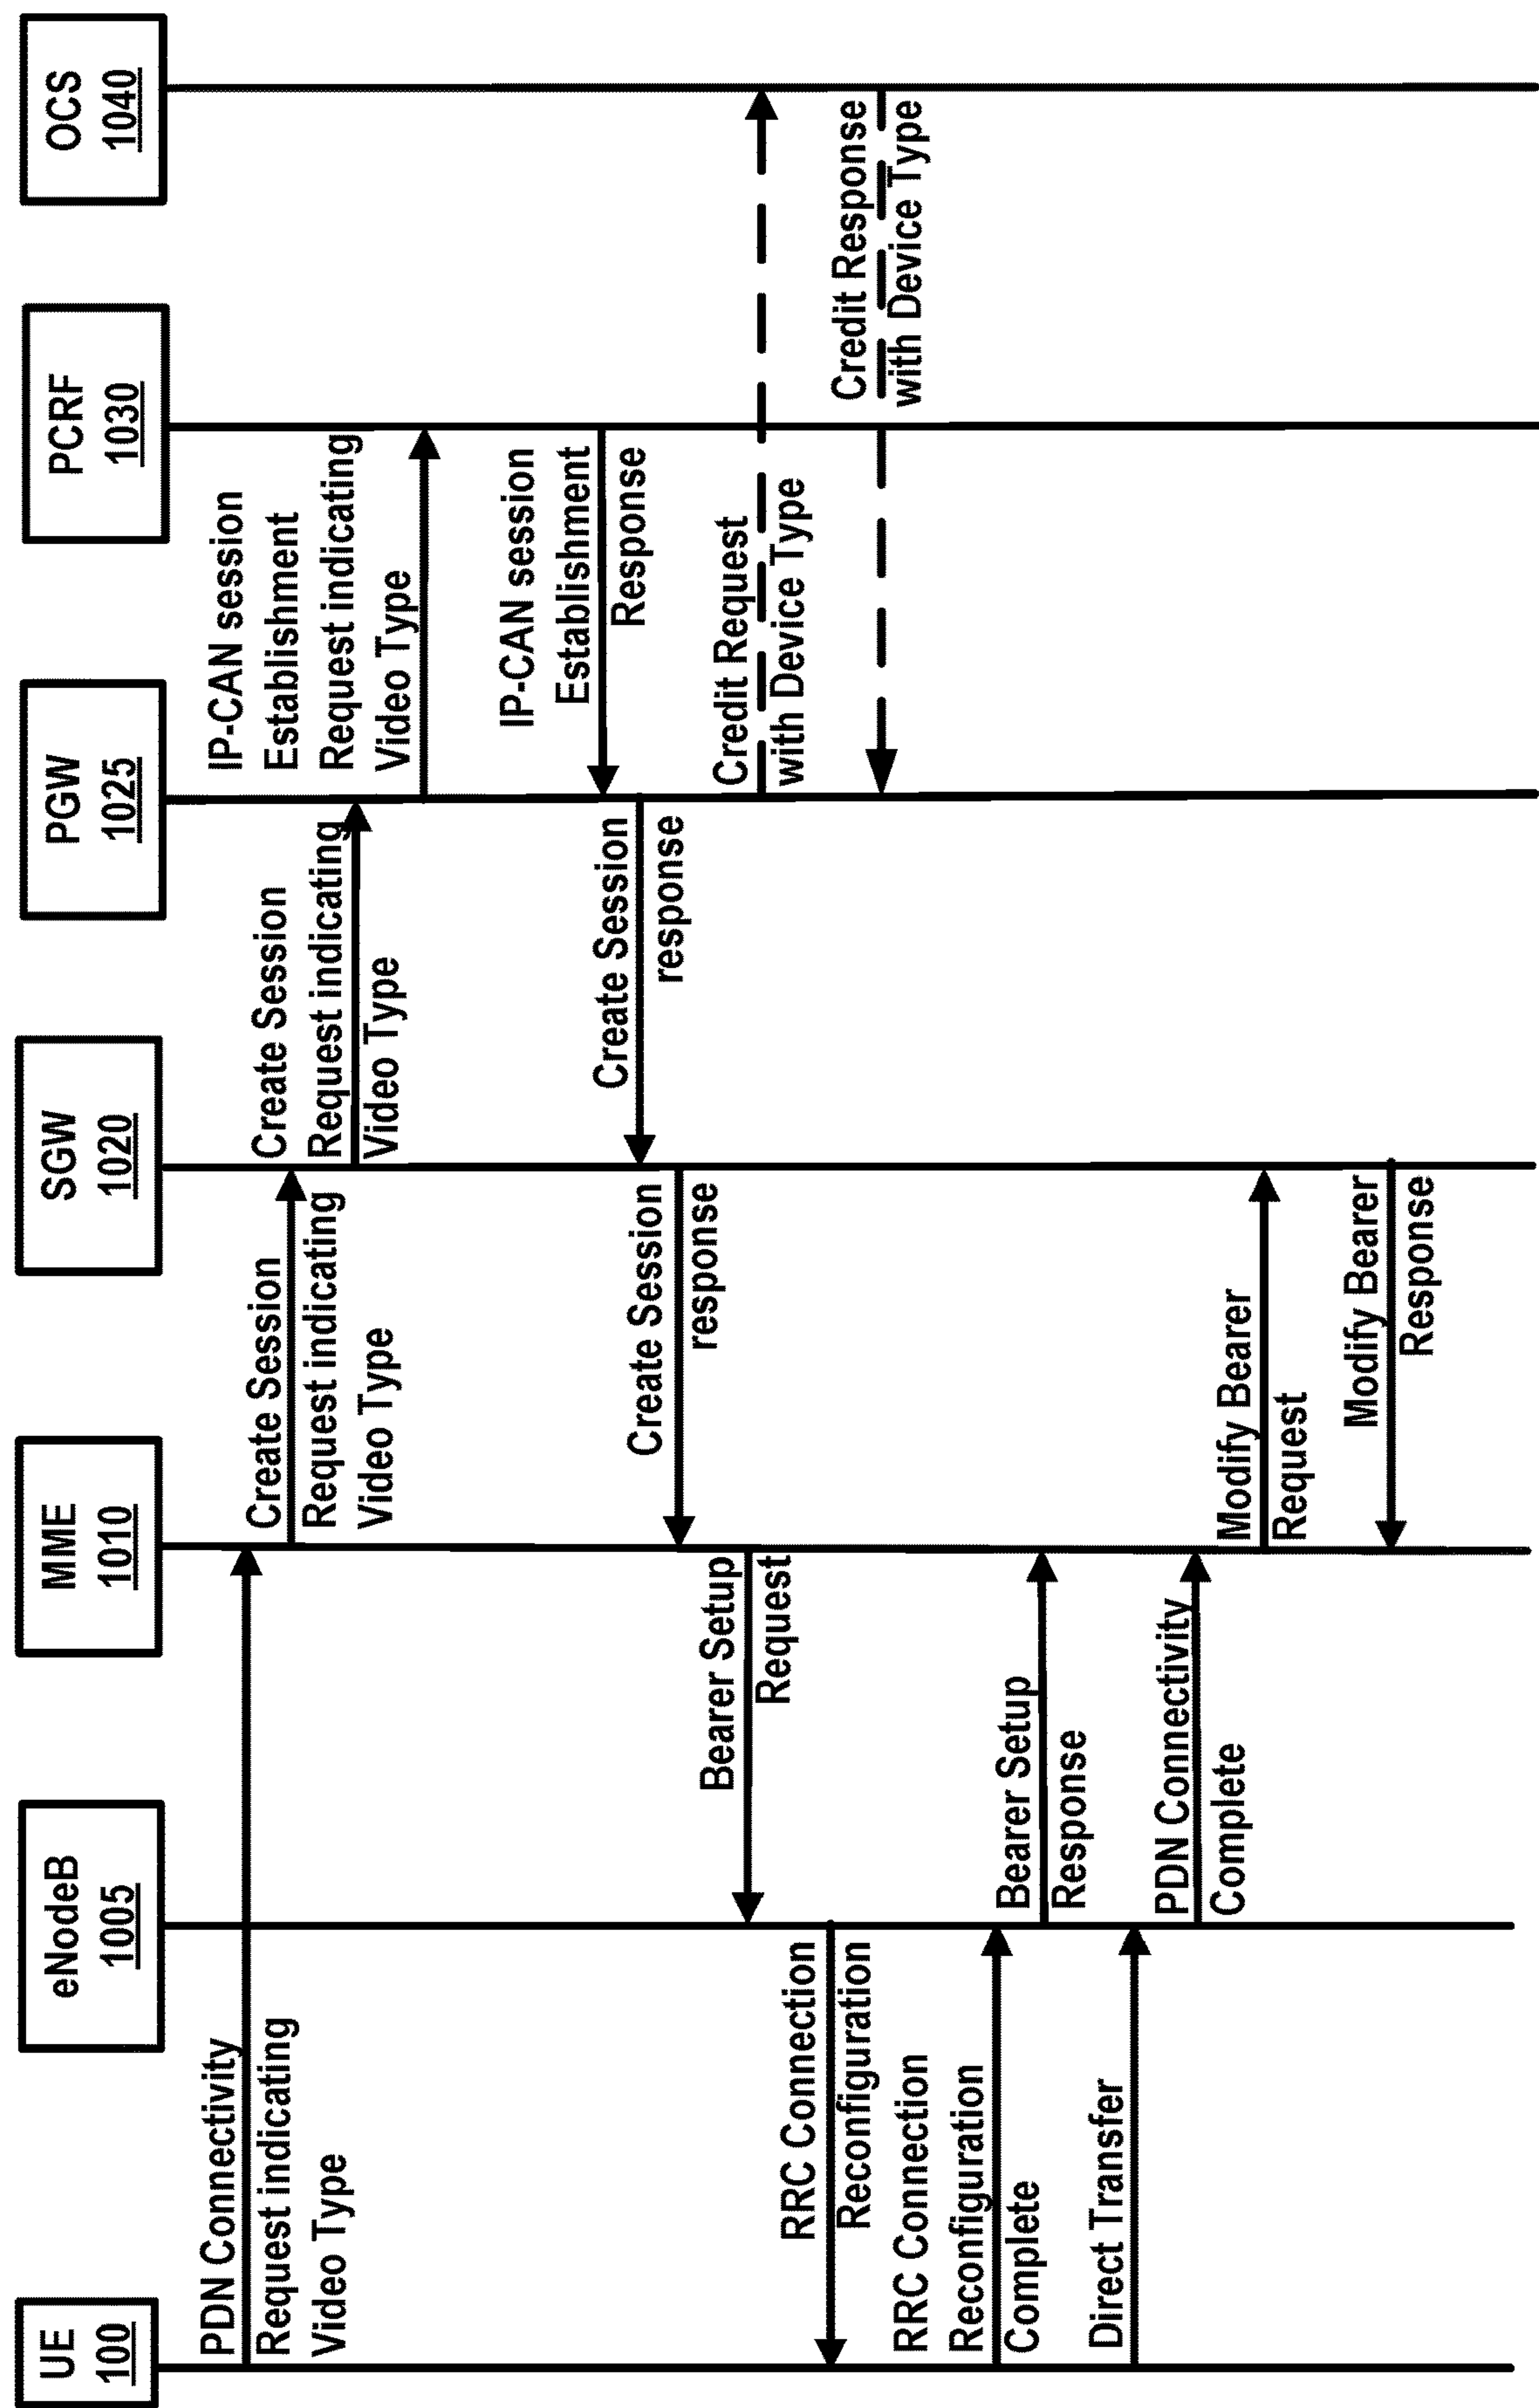 UE
100
eNodeB
1005
MME
1010
SGW
1020
PGW
1025
PCRF
1030
OCS
1040
PDN Connectivity
Request indicating
Video Type
Create Session
Request indicating
Video Type
Create Session
Request indicating
Video Type
IP-CAN session
Establishment
Request indicating
Video Type
IP-CAN session
Establishment
Response
Create Session
response
Create Session
response
Bearer Setup
Request
Credit Request
with Device Type
RRC Connection
Reconfiguration
Credit Response
with Device Type
RRC Connection
Reconfiguration
Complete
Bearer Setup
Response
Direct Transfer
PDN Connectivity
Complete
Modify Bearer
Request
Modify Bearer
Response